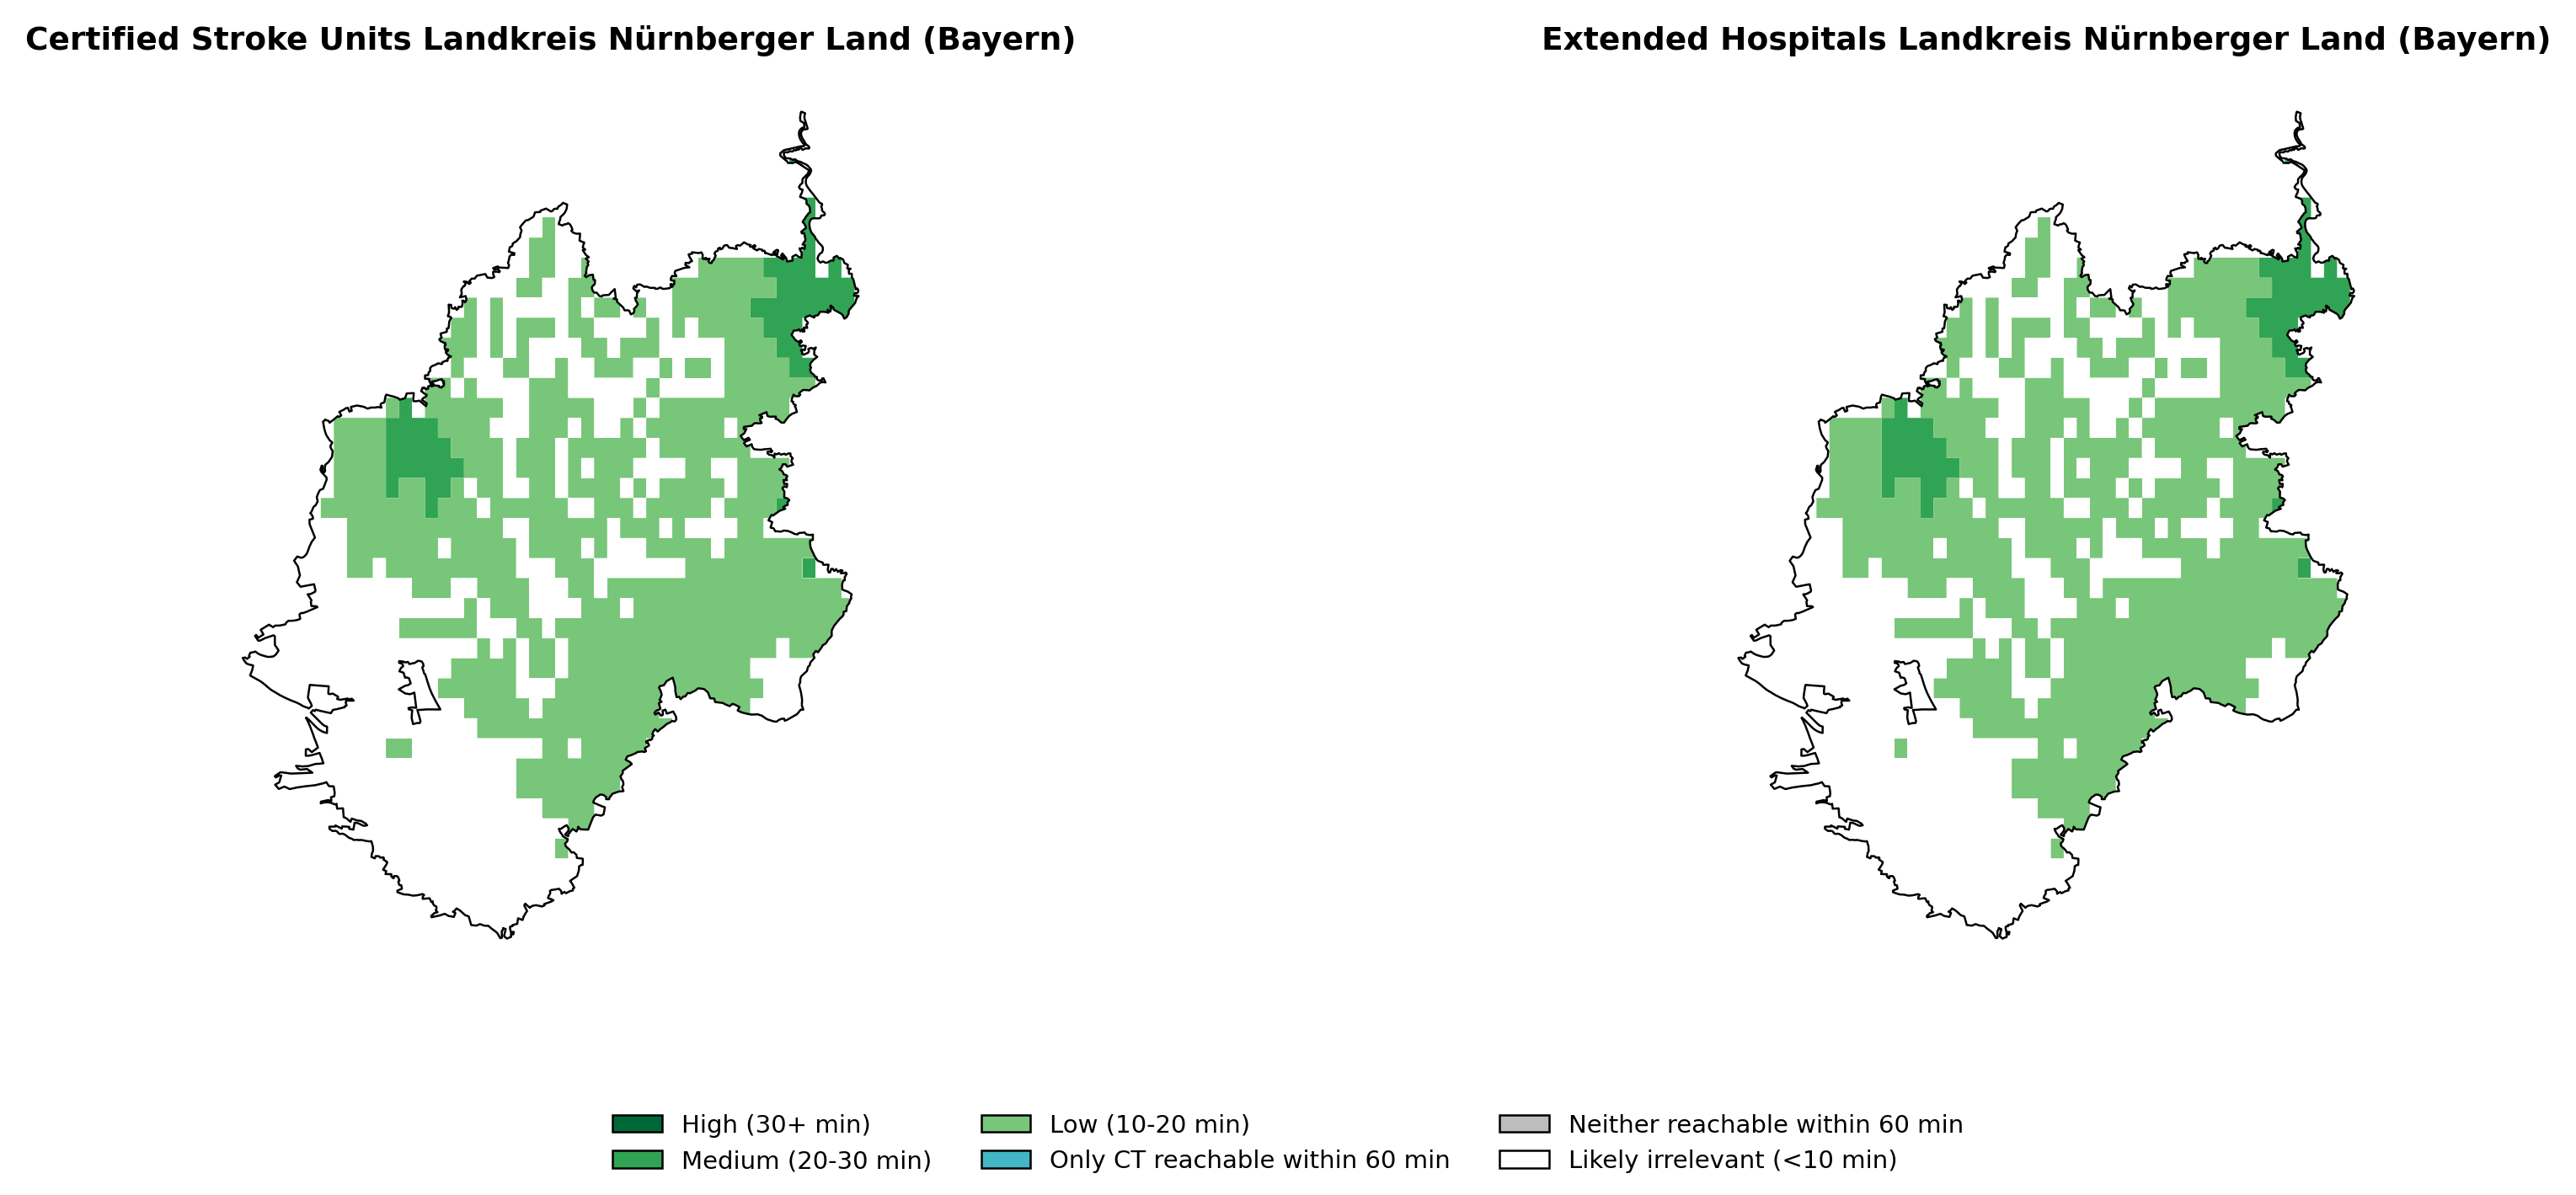 Certified Stroke Units Landkreis Nürnberger Land (Bayern)
Extended Hospitals Landkreis Nürnberger Land (Bayern)
High (30+ min)
Medium (20-30 min)
Low (10-20 min)
Only CT reachable within 60 min
Neither reachable within 60 min
Likely irrelevant (<10 min)